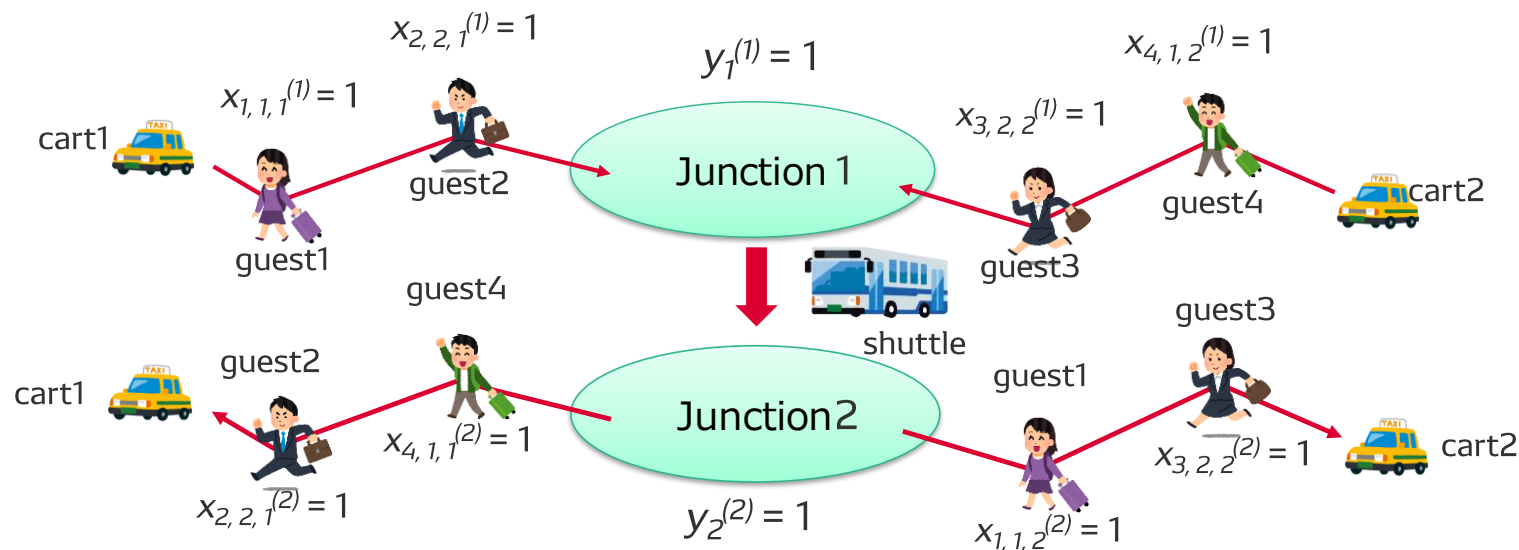 x2, 2, 1(1) = 1
x4, 1, 2(1) = 1
y1(1) = 1
x1, 1, 1(1) = 1
x3, 2, 2(1) = 1
cart1
TAXI
guest2
Junction 1
guest4
TAXI
cart2
guest1
guest3
shuttle
guest4
guest3
guest2
guest1
cart1
TAXI
Junction 2
x4, 1, 1(2) = 1
x3, 2, 2(2) = 1
TAXI
cart2
x2, 2, 1(2) = 1
y2(2) = 1
x1, 1, 2(2) = 1